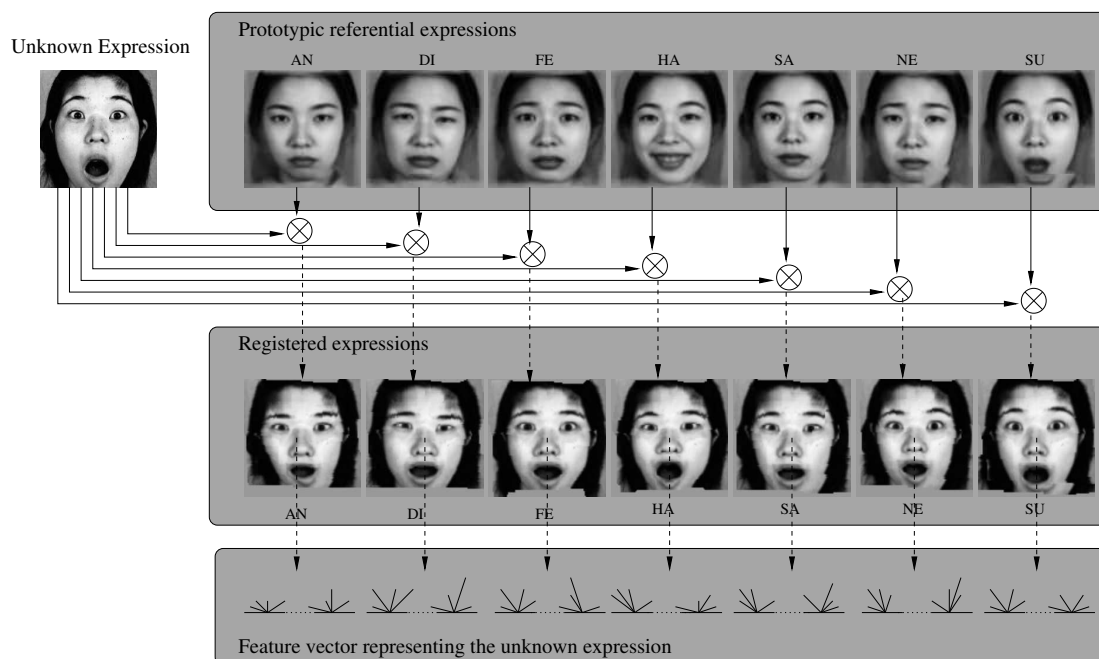 Unknown Expression
Prototypic referential expressions
AN DI FE HA SA NE SU
Registered expressions
AN DI FE HA SA NE SU
Feature vector representing the unknown expression